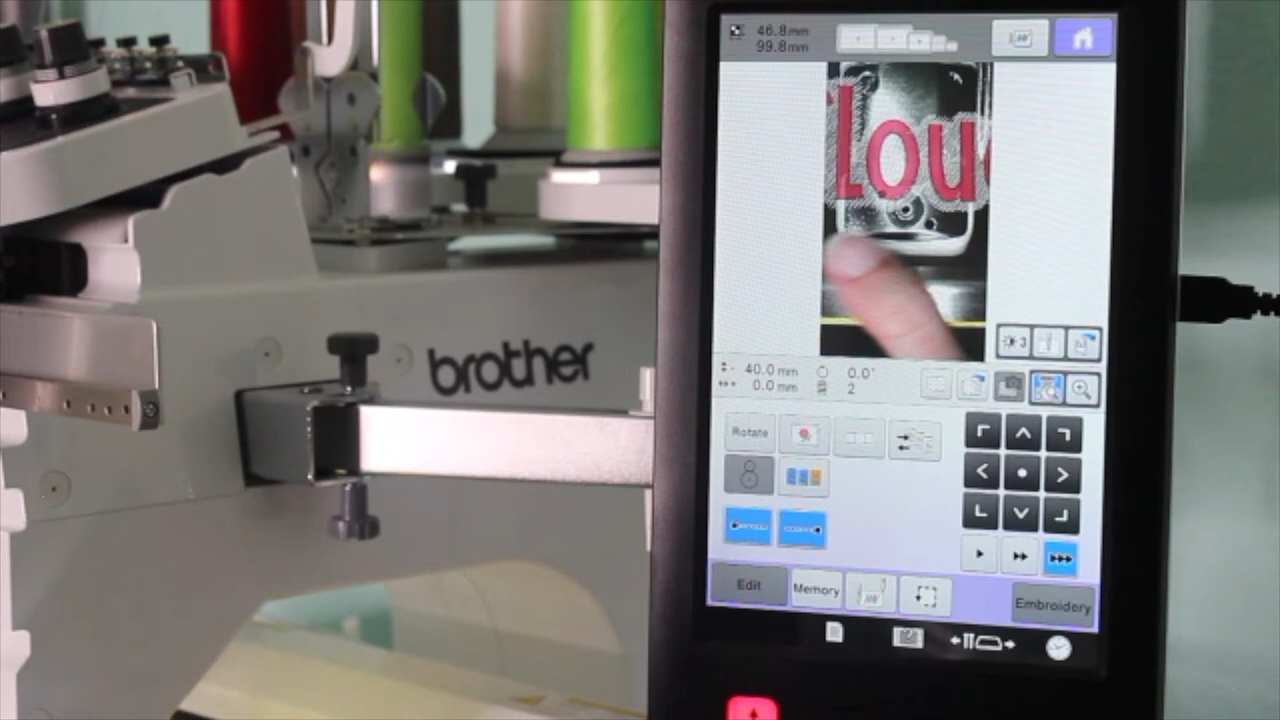 46.8mm
99.8mm
Lou
brother
40.0 mm
0.0 mm
0.0°
2
3
Rotate
Edit
Memory
Embroidery
?